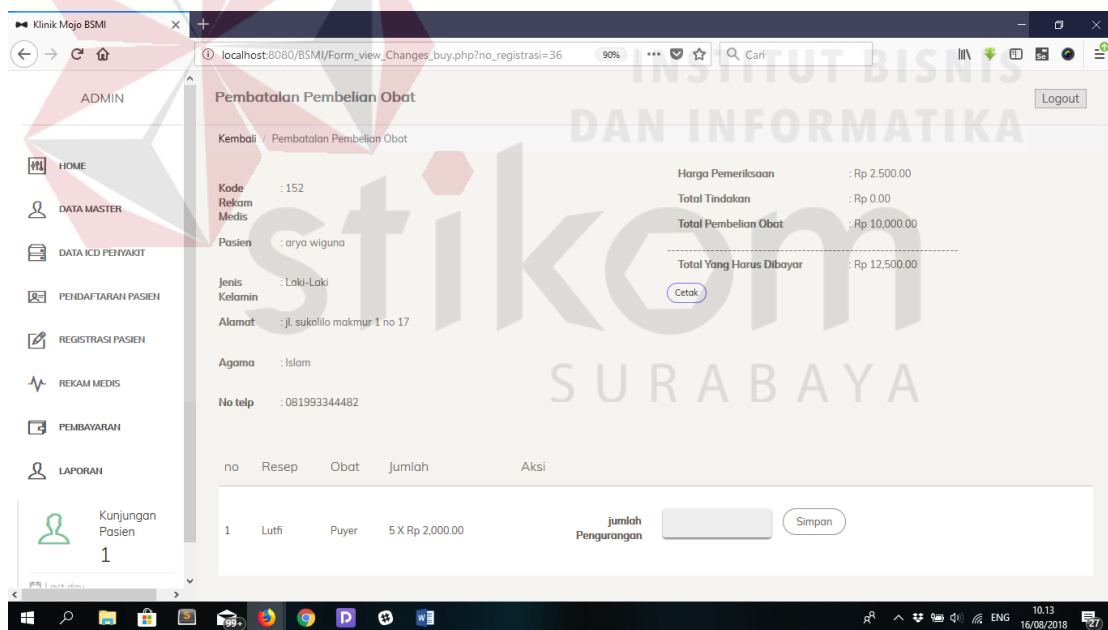 Klinik Mojo BSMI
localhost:8080/BSMI/Form_view_Changes_buy.php?no_registrasi=36
90%
Cari
INSTITUT BISNIS
DAN INFORMATIKA
stikom
SURABAYA
ADMIN
Pembatalan Pembelian Obat
Logout
Kembali / Pembatalan Pembelian Obat
HOME
DATA MASTER
DATA ICD PENYAKIT
PENDAFTARAN PASIEN
REGISTRASI PASIEN
REKAM MEDIS
PEMBAYARAN
LAPORAN
Kunjungan
Pasien
1
Last day
Kode
Rekam
Medis
: 152
Pasien : arya wiguna
Jenis
Kelamin
: Laki-Laki
Alamat : jl. sukolilo makmur 1 no 17
Agama : Islam
No telp : 081993344482
Harga Pemeriksaan : Rp 2.500.00
Total Tindakan : Rp 0.00
Total Pembelian Obat : Rp 10,000.00
Total Yang Harus Dibayar : Rp 12,500.00
Cetak
no Resep Obat Jumlah Aksi
1 Lutfi Puyer 5 X Rp 2,000.00
jumlah
Pengurangan
Simpan
99+
ENG
10.13
16/08/2018
27